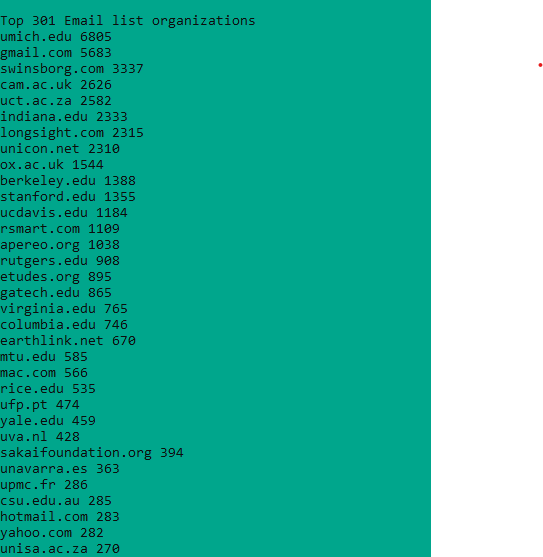 Top 301 Email list organizations
umich.edu 6805
gmail.com 5683
swinsborg.com 3337
cam.ac.uk 2626
uct.ac.za 2582
indiana.edu 2333
longsight.com 2315
unicon.net 2310
ox.ac.uk 1544
berkeley.edu 1388
stanford.edu 1355
ucdavis.edu 1184
rsmart.com 1109
apereo.org 1038
rutgers.edu 908
etudes.org 895
gatech.edu 865
virginia.edu 765
columbia.edu 746
earthlink.net 670
mtu.edu 585
mac.com 566
rice.edu 535
ufp.pt 474
yale.edu 459
uva.nl 428
sakaifoundation.org 394
unavarra.es 363
upmc.fr 286
csu.edu.au 285
hotmail.com 283
yahoo.com 282
unisa.ac.za 270